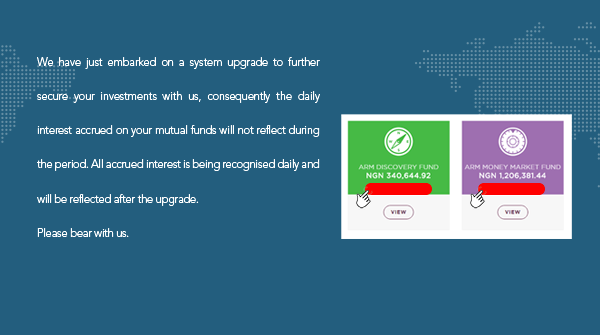 We have just embarked on a system upgrade to further
secure your investments with us, consequently the daily
interest accrued on your mutual funds will not reflect during
the period. All accrued interest is being recognised daily and
will be reflected after the upgrade.
Please bear with us.
ARM DISCOVERY FUND
NGN 340,644.92
VIEW
ARM MONEY MARKET FUND
NGN 1,206,381.44
VIEW